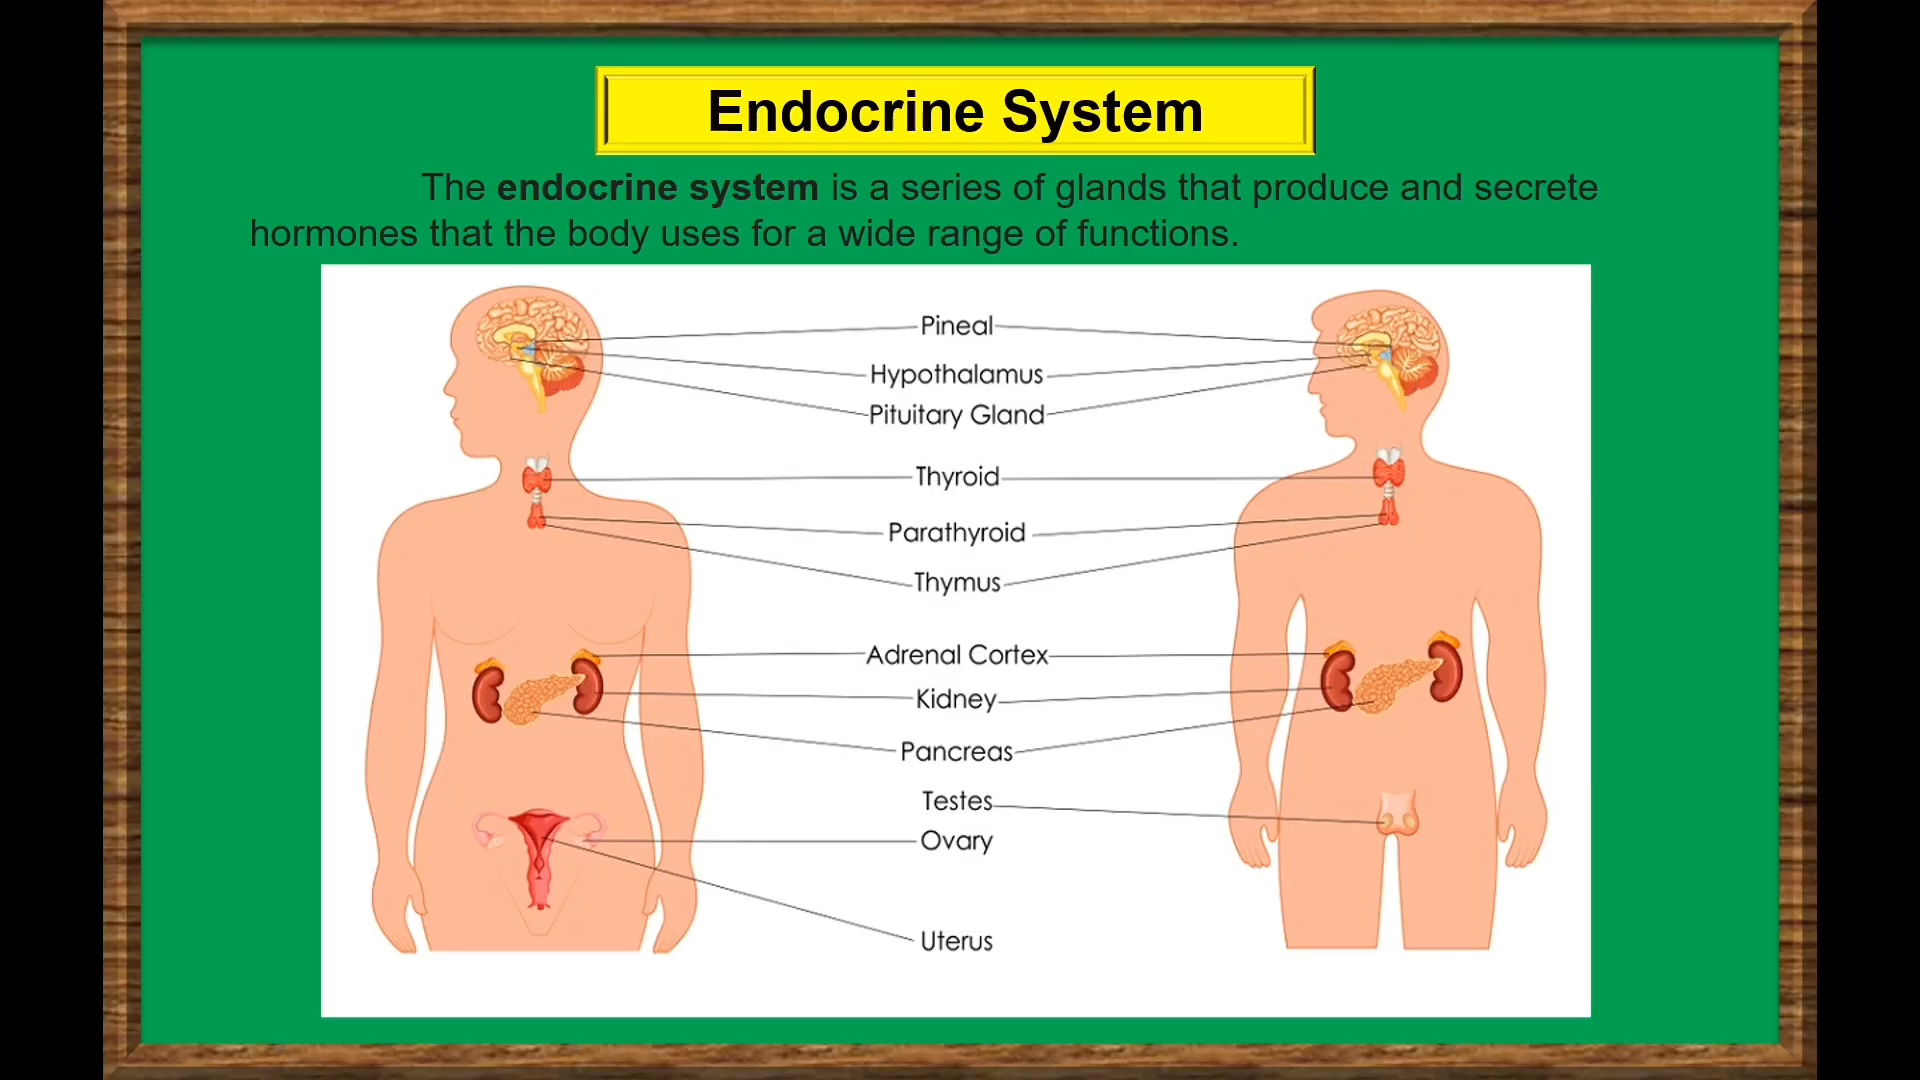 Endocrine System
The endocrine system is a series of glands that produce and secrete
hormones that the body uses for a wide range of functions.
Pineal
Hypothalamus
Pituitary Gland
Thyroid
Parathyroid
Thymus
Adrenal Cortex
Kidney
Pancreas
Testes
Ovary
Uterus